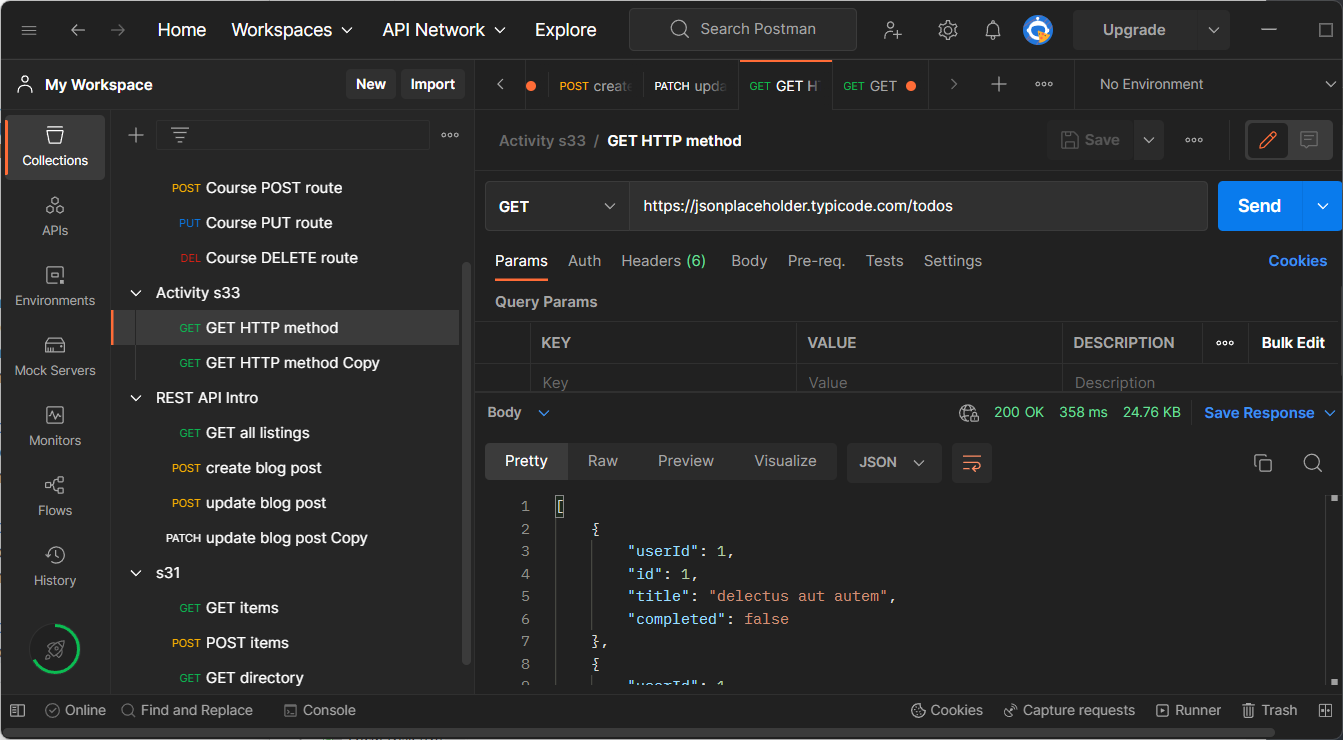 Home Workspaces API Network Explore Search Postman Upgrade
My Workspace New Import
POST create PATCH upda GET GET HT GET GET No Environment
Collections
APIs
Environments
Mock Servers
Monitors
Flows
History
POST Course POST route
PUT Course PUT route
DEL Course DELETE route
Activity s33
GET GET HTTP method
GET GET HTTP method Copy
REST API Intro
GET GET all listings
POST create blog post
POST update blog post
PATCH update blog post Copy
s31
GET GET items
POST POST items
GET GET directory
Activity s33 / GET HTTP method Save
GET https://jsonplaceholder.typicode.com/todos Send
Params Auth Headers (6) Body Pre-req. Tests Settings Cookies
Query Params
KEY VALUE DESCRIPTION Bulk Edit
Key Value Description
Body 200 OK 358 ms 24.76 KB Save Response
Pretty Raw Preview Visualize JSON
1 [
2 {
3 "userId": 1,
4 "id": 1,
5 "title": "delectus aut autem",
6 "completed": false
7 },
8 {
9 "userId": 1
Online Find and Replace Console Cookies Capture requests Runner Trash